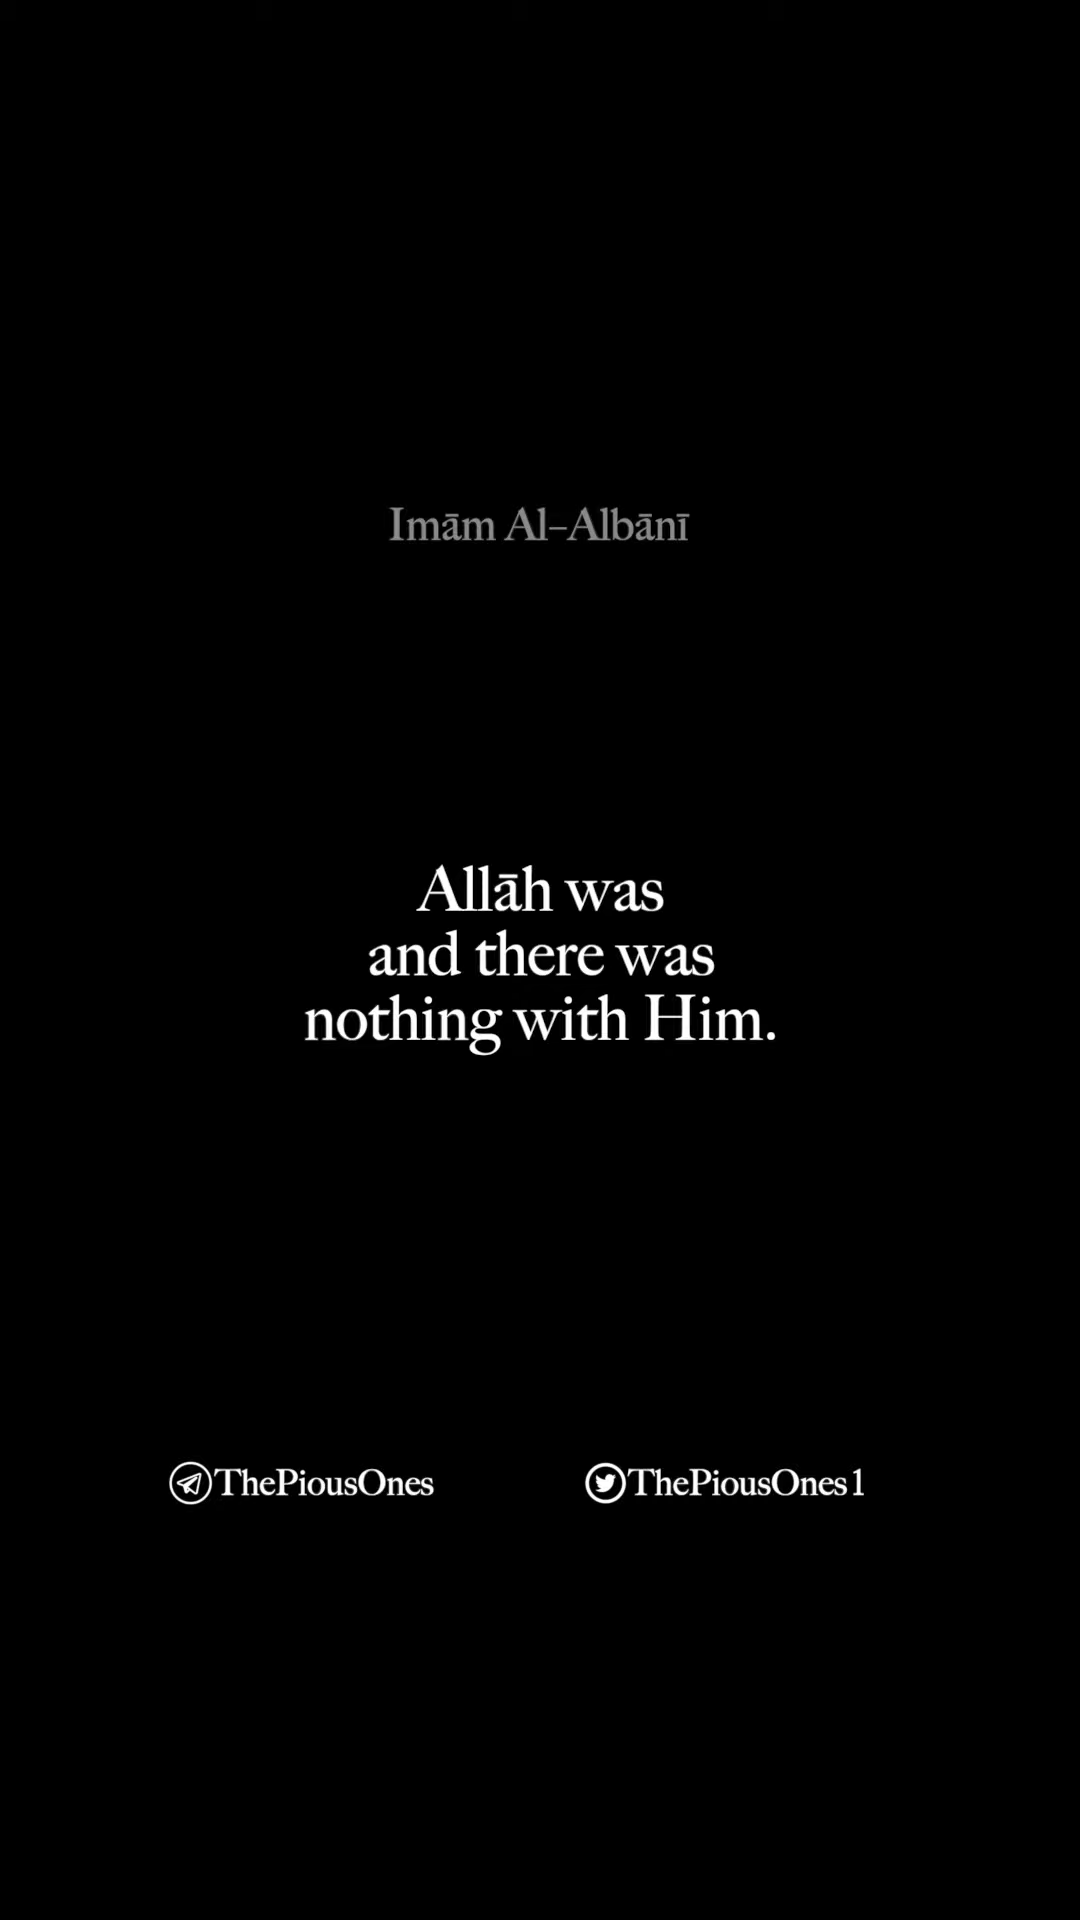 Imām Al-Albānī
Allāh was
and there was
nothing with Him.
ThePiousOnes
ThePiousOnes1